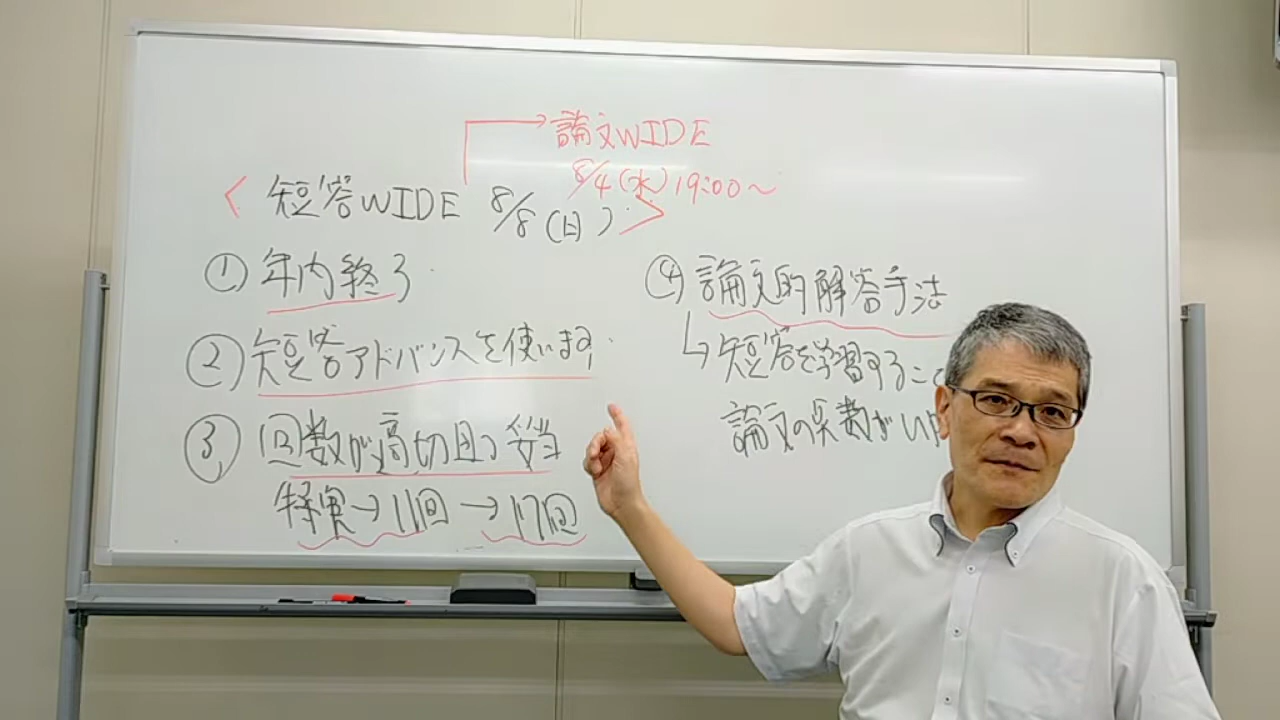 論文WIDE
8/4(水) 19:00～
〈短答WIDE 8/8(日)〉
① 年内終了
② 短答アドバンスを使います
③ 回数が適切且つ妥当
特実→11回→17回
④ 論文的解答手法
↳ 短答を学習するこ
論文の点数が